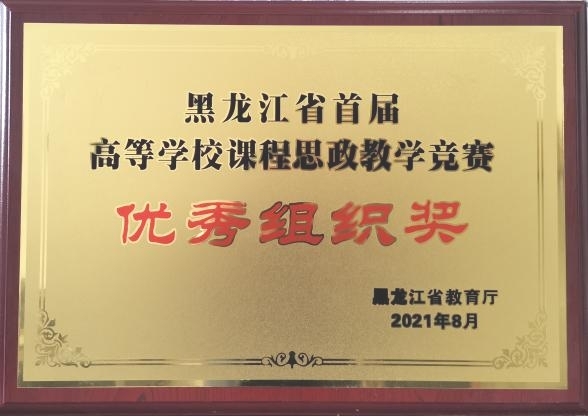 黑龙江省首届
高等学校课程思政教学竞赛
优秀组织奖
黑龙江省教育厅
2021年8月